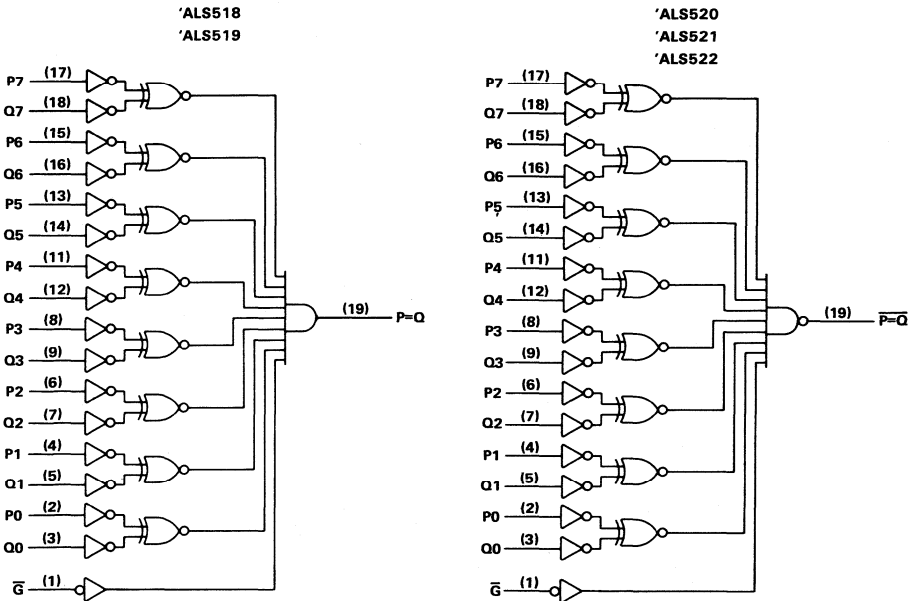 'ALS518
'ALS519
P7 (17)
Q7 (18)
P6 (15)
Q6 (16)
P5 (13)
Q5 (14)
P4 (11)
Q4 (12)
P3 (8)
Q3 (9)
P2 (6)
Q2 (7)
P1 (4)
Q1 (5)
P0 (2)
Q0 (3)
G̅ (1)
(19) P=Q
'ALS520
'ALS521
'ALS522
P7 (17)
Q7 (18)
P6 (15)
Q6 (16)
P5 (13)
Q5 (14)
P4 (11)
Q4 (12)
P3 (8)
Q3 (9)
P2 (6)
Q2 (7)
P1 (4)
Q1 (5)
P0 (2)
Q0 (3)
G̅ (1)
(19) P̅=̅Q̅